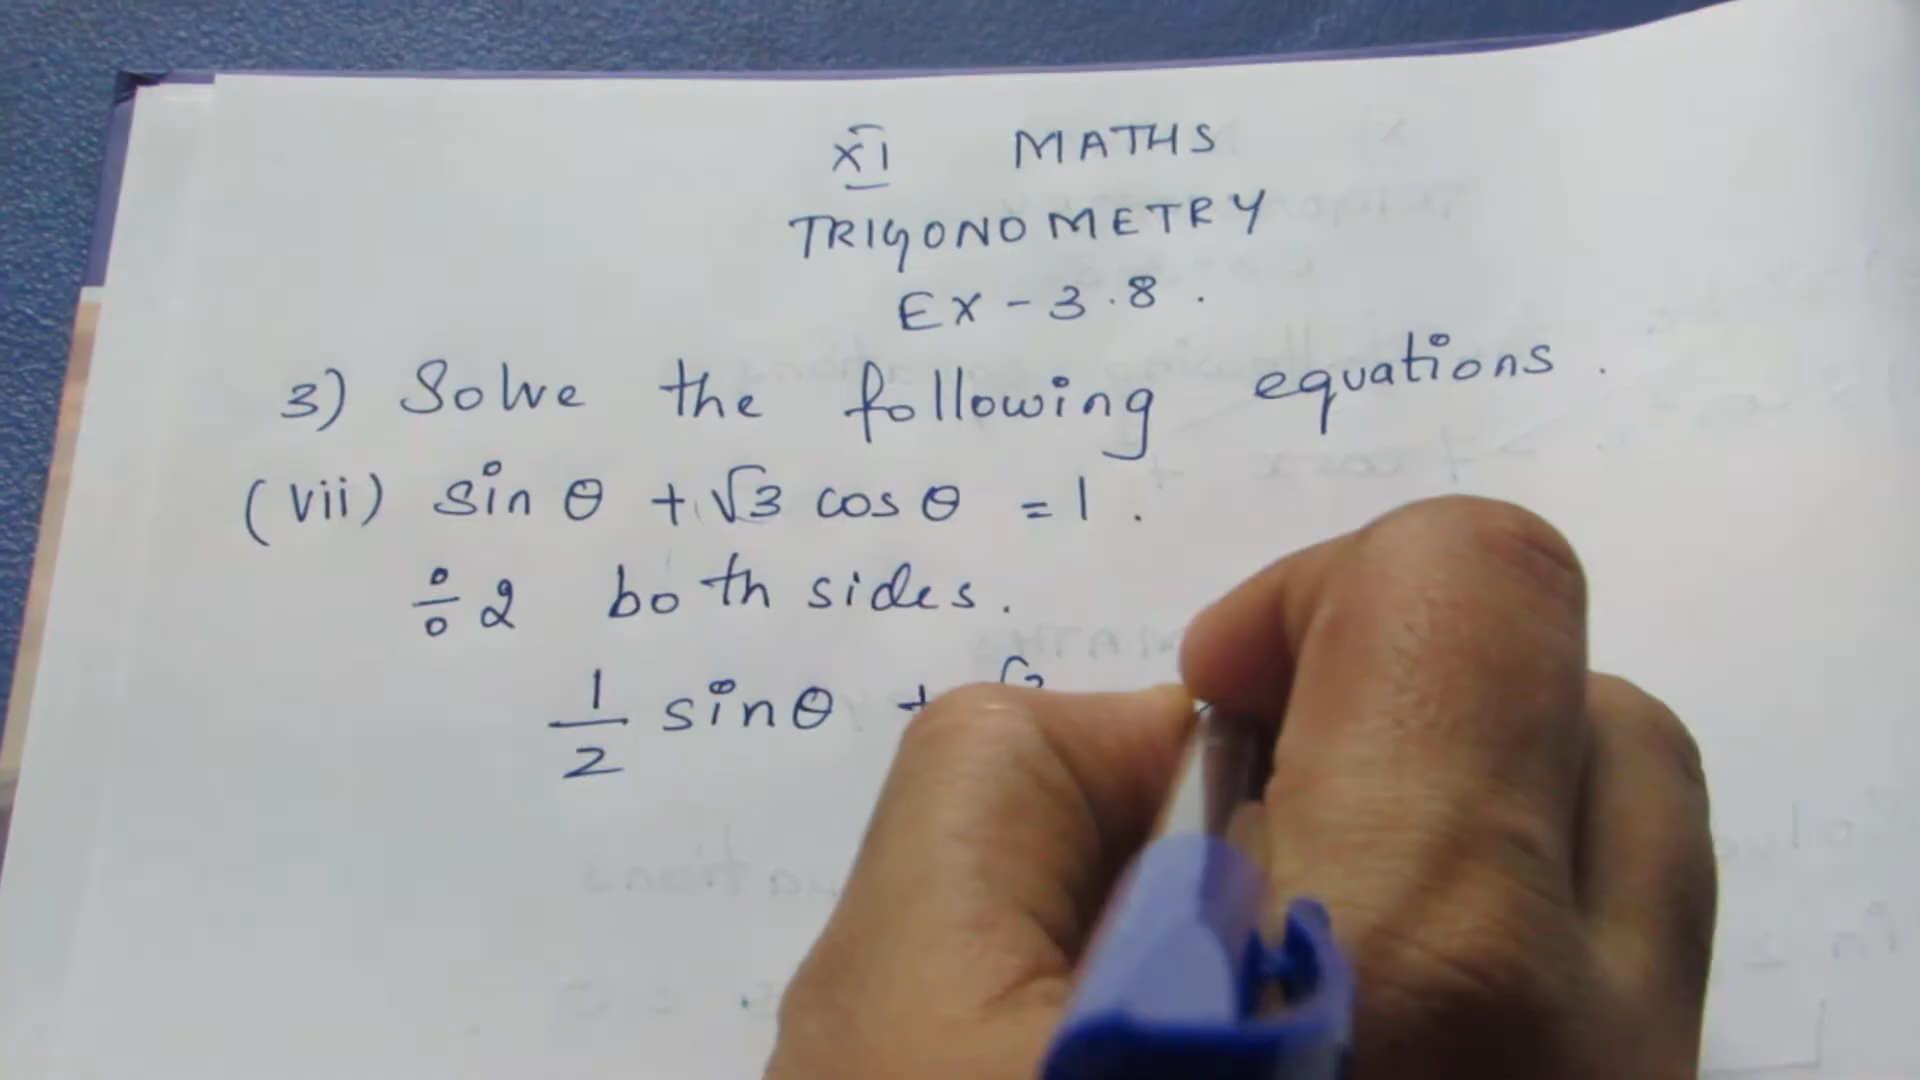 XI MATHS
TRIGONOMETRY
EX - 3.8.
3) Solve the following equations.
(vii) sin θ + √3 cos θ = 1.
÷ 2 both sides.
1/2 sin θ +